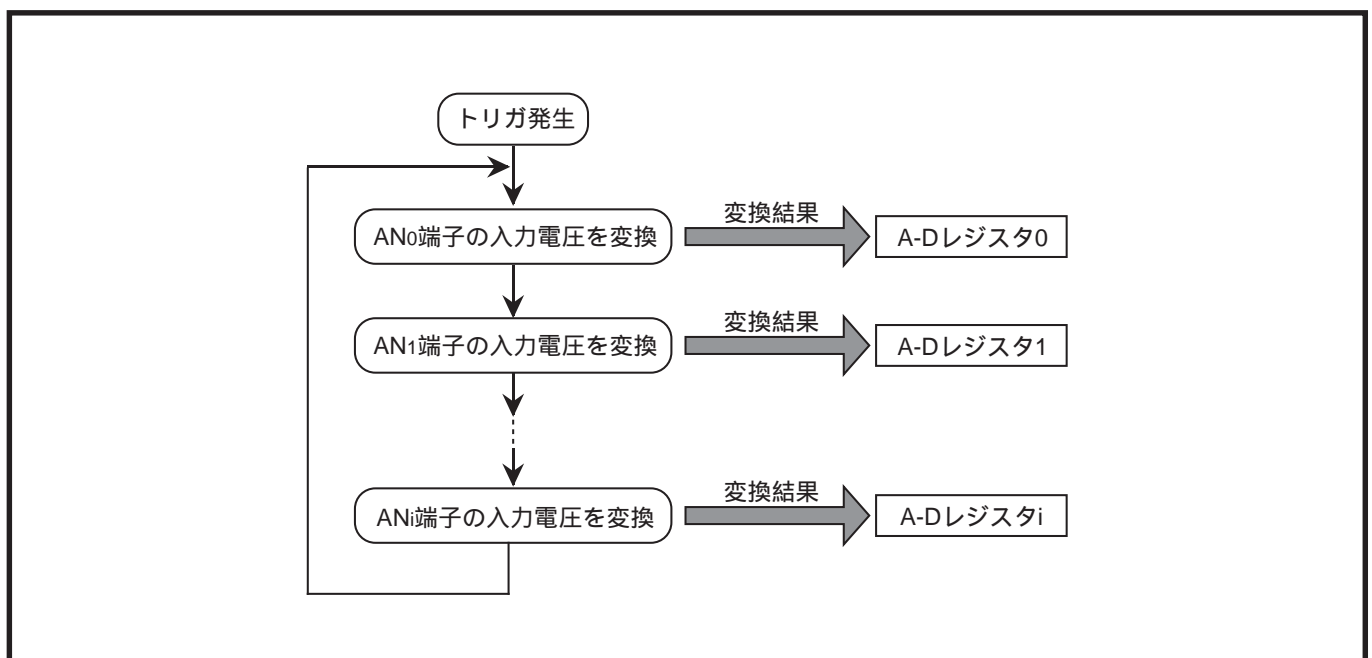 トリガ発生
AN0端子の入力電圧を変換
変換結果
A-Dレジスタ0
AN1端子の入力電圧を変換
変換結果
A-Dレジスタ1
ANi端子の入力電圧を変換
変換結果
A-Dレジスタi